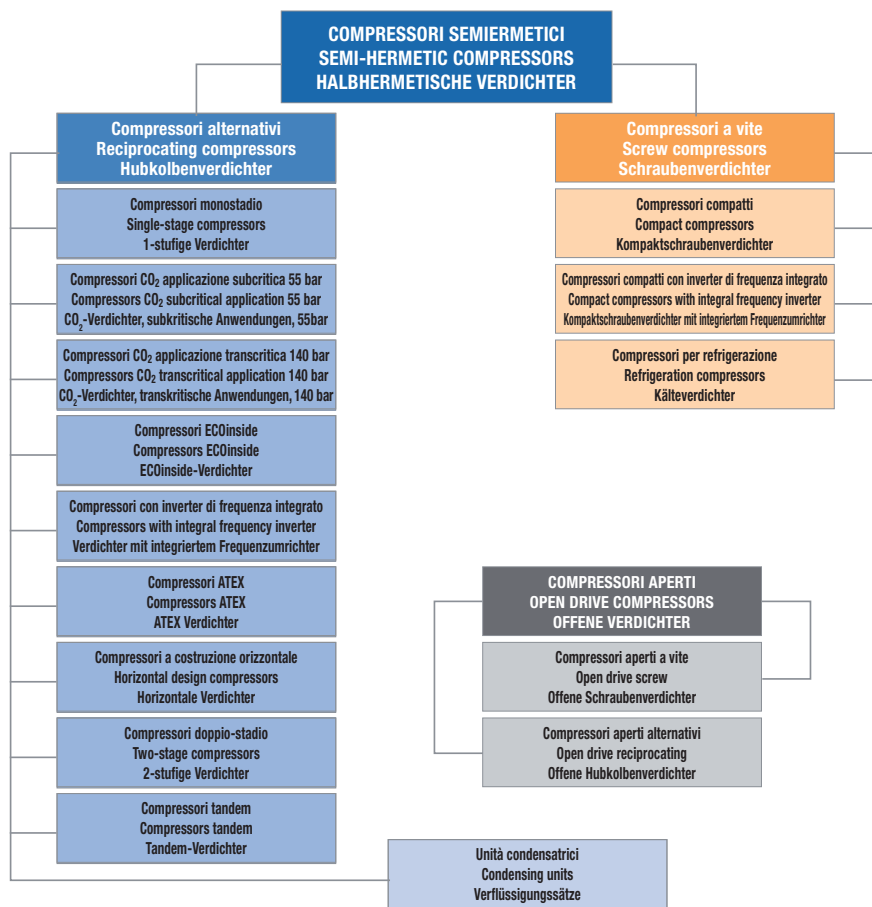 COMPRESSORI SEMIERMETICI
SEMI-HERMETIC COMPRESSORS
HALBHERMETISCHE VERDICHTER
Compressori alternativi
Reciprocating compressors
Hubkolbenverdichter
Compressori monostadio
Single-stage compressors
1-stufige Verdichter
Compressori CO₂ applicazione subcritica 55 bar
Compressors CO₂ subcritical application 55 bar
CO₂-Verdichter, subkritische Anwendungen, 55bar
Compressori CO₂ applicazione transcritica 140 bar
Compressors CO₂ transcritical application 140 bar
CO₂-Verdichter, transkritische Anwendungen, 140 bar
Compressori ECOinside
Compressors ECOinside
ECOinside-Verdichter
Compressori con inverter di frequenza integrato
Compressors with integral frequency inverter
Verdichter mit integriertem Frequenzumrichter
Compressori ATEX
Compressors ATEX
ATEX Verdichter
Compressori a costruzione orizzontale
Horizontal design compressors
Horizontale Verdichter
Compressori doppio-stadio
Two-stage compressors
2-stufige Verdichter
Compressori tandem
Compressors tandem
Tandem-Verdichter
Compressori a vite
Screw compressors
Schraubenverdichter
Compressori compatti
Compact compressors
Kompaktschraubenverdichter
Compressori compatti con inverter di frequenza integrato
Compact compressors with integral frequency inverter
Kompaktschraubenverdichter mit integriertem Frequenzumrichter
Compressori per refrigerazione
Refrigeration compressors
Kälteverdichter
COMPRESSORI APERTI
OPEN DRIVE COMPRESSORS
OFFENE VERDICHTER
Compressori aperti a vite
Open drive screw
Offene Schraubenverdichter
Compressori aperti alternativi
Open drive reciprocating
Offene Hubkolbenverdichter
Unità condensatrici
Condensing units
Verflüssigungssätze